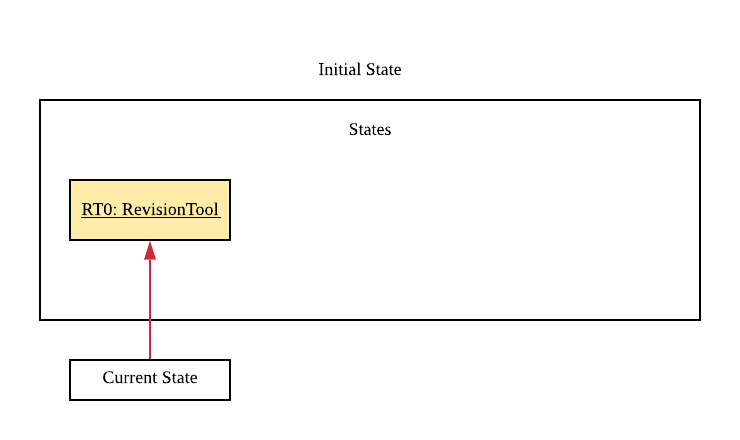 Initial State
States
RT0: RevisionTool
Current State